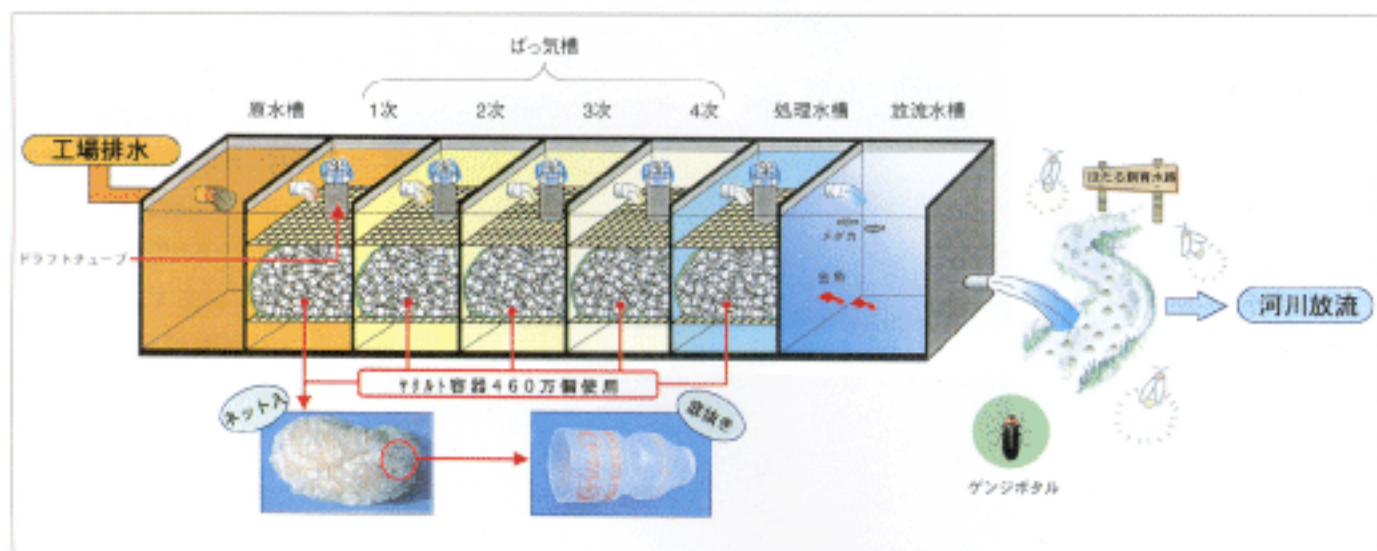 ばっ気槽
原水槽
1次
2次
3次
4次
処理水槽
放流水槽
工場排水
ほたる飼育水路
メダカ
ドラフトチューブ
金魚
河川放流
ヤクルト容器460万個使用
ネット入
底抜き
ゲンジボタル